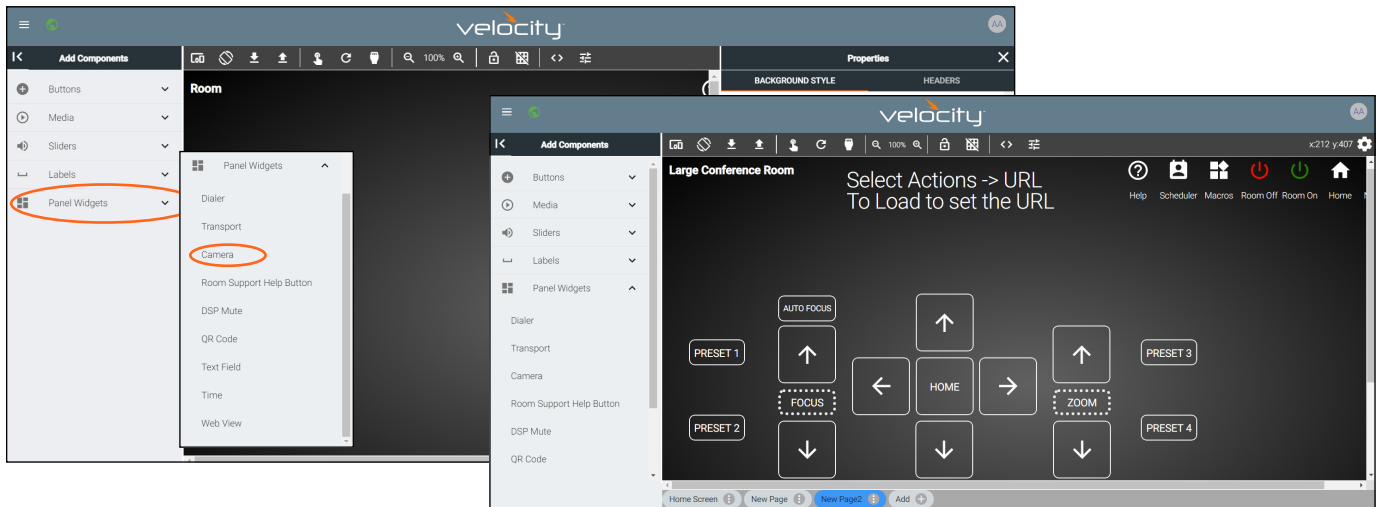 velocity
AA
Add Components
100%
Properties
Buttons
Media
Sliders
Labels
Panel Widgets
Room
BACKGROUND STYLE
HEADERS
Panel Widgets
Dialer
Transport
Camera
Room Support Help Button
DSP Mute
QR Code
Text Field
Time
Web View
velocity
AA
Add Components
100%
x:212 y:407
Buttons
Media
Sliders
Labels
Panel Widgets
Dialer
Transport
Camera
Room Support Help Button
DSP Mute
QR Code
Large Conference Room
Select Actions -> URL
To Load to set the URL
Help
Scheduler
Macros
Room Off
Room On
Home
AUTO FOCUS
PRESET 1
PRESET 3
HOME
FOCUS
ZOOM
PRESET 2
PRESET 4
Home Screen
New Page
New Page2
Add